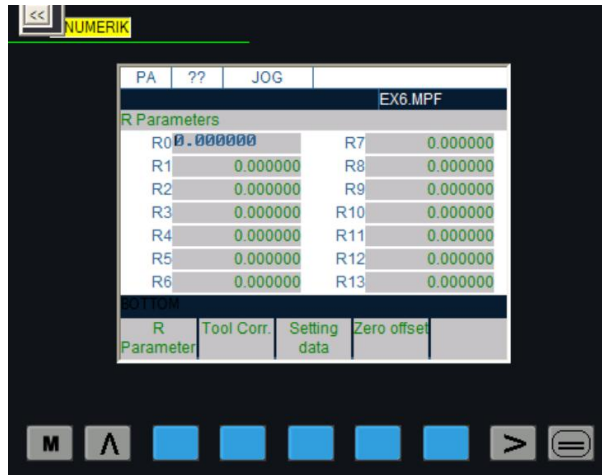 <<
NUMERIK
PA ?? JOG
EX6.MPF
R Parameters
R0 0.000000 R7 0.000000
R1 0.000000 R8 0.000000
R2 0.000000 R9 0.000000
R3 0.000000 R10 0.000000
R4 0.000000 R11 0.000000
R5 0.000000 R12 0.000000
R6 0.000000 R13 0.000000
BOTTOM
R Parameter Tool Corr. Setting data Zero offset
M Λ > =